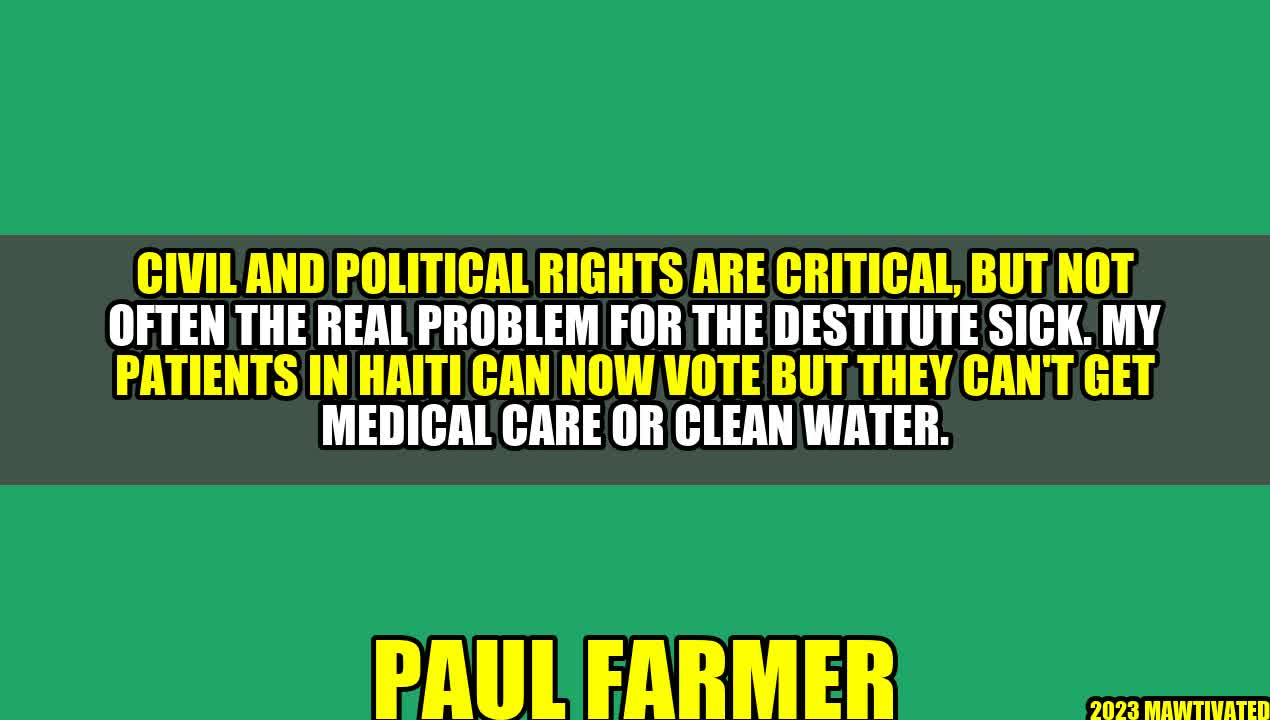 CIVIL AND POLITICAL RIGHTS ARE CRITICAL, BUT NOT
OFTEN THE REAL PROBLEM FOR THE DESTITUTE SICK. MY
PATIENTS IN HAITI CAN NOW VOTE BUT THEY CAN'T GET
MEDICAL CARE OR CLEAN WATER.
PAUL FARMER
2023 MAWTIVATED